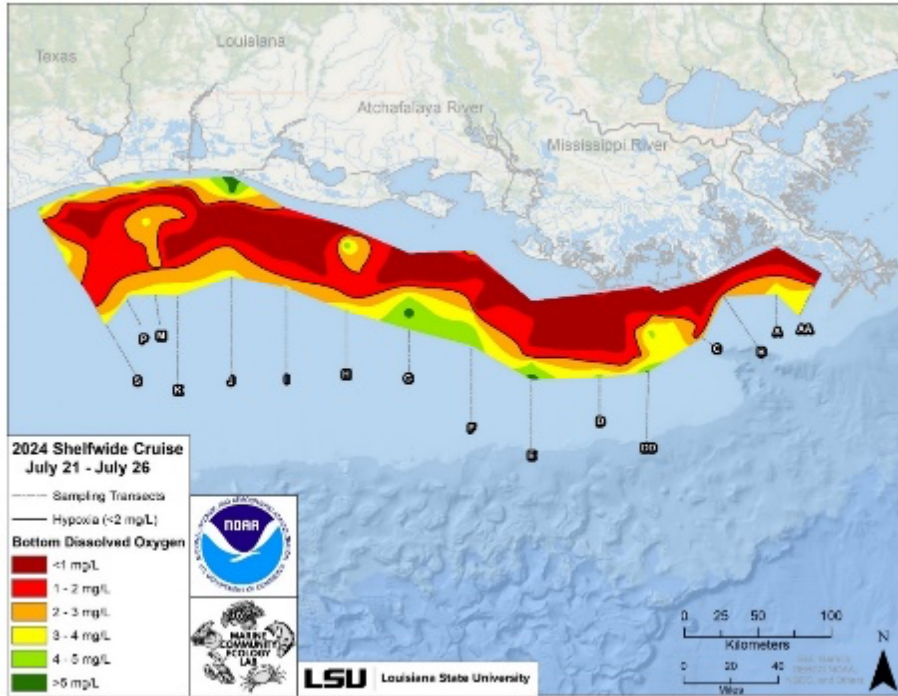 Texas
Louisiana
Atchafalaya River
Mississippi River
S
P
N
K
J
I
H
G
F
E
D
DD
C
B
A
AA
2024 Shelfwide Cruise
July 21 - July 26
Sampling Transects
Hypoxia (<2 mg/L)
Bottom Dissolved Oxygen
<1 mg/L
1 - 2 mg/L
2 - 3 mg/L
3 - 4 mg/L
4 - 5 mg/L
>5 mg/L
NOAA
MARINE
COMMUNITY
ECOLOGY
LAB
LSU Louisiana State University
0 25 50 100
Kilometers
0 20 40
Miles
N